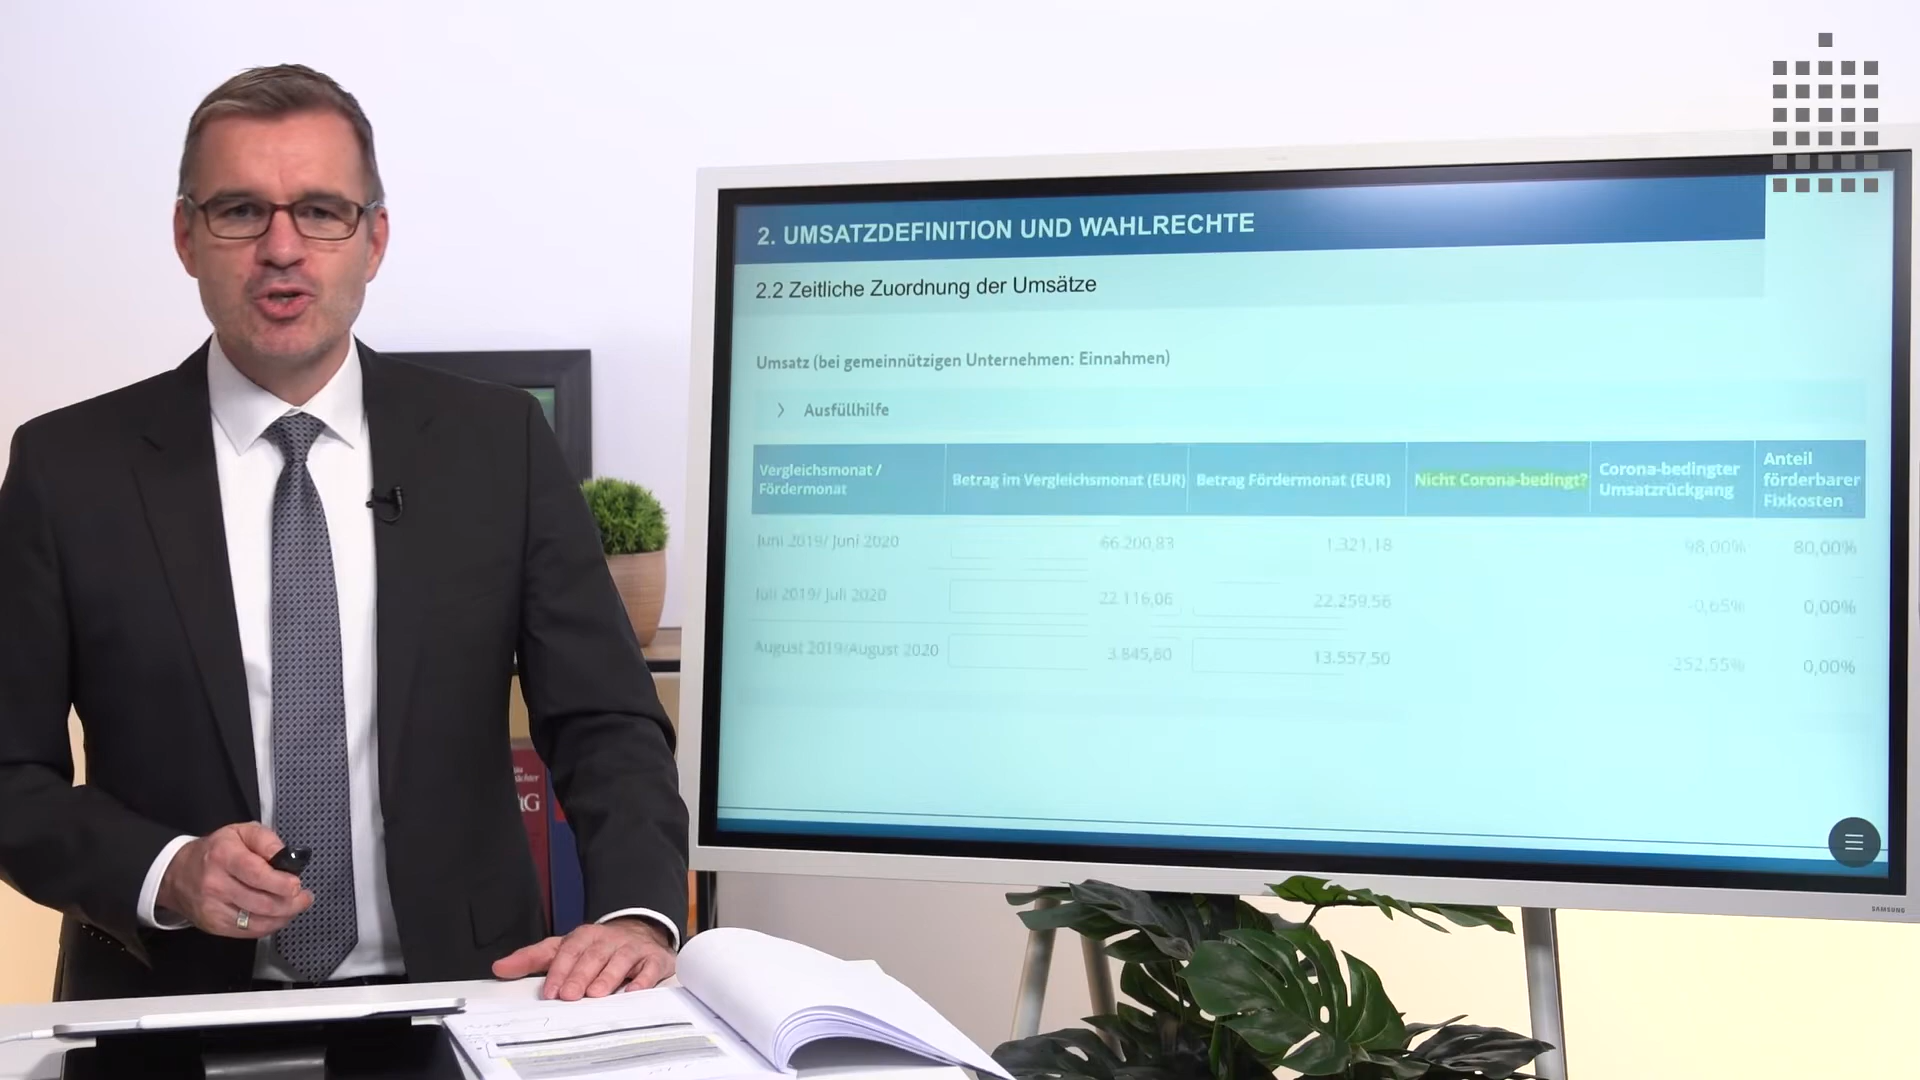 2. UMSATZDEFINITION UND WAHLRECHTE
2.2 Zeitliche Zuordnung der Umsätze
Umsatz (bei gemeinnützigen Unternehmen: Einnahmen)
Ausfüllhilfe
Vergleichsmonat / Fördermonat Betrag im Vergleichsmonat (EUR) Betrag Fördermonat (EUR) Nicht Corona-bedingt? Corona-bedingter Umsatzrückgang Anteil förderbarer Fixkosten
Juni 2019/ Juni 2020 66.200,83 1.321,18 98,00% 80,00%
Juli 2019/ Juli 2020 22.116,06 22.259,56 -0,65% 0,00%
August 2019/August 2020 3.845,60 13.557,50 -252,55% 0,00%
SAMSUNG